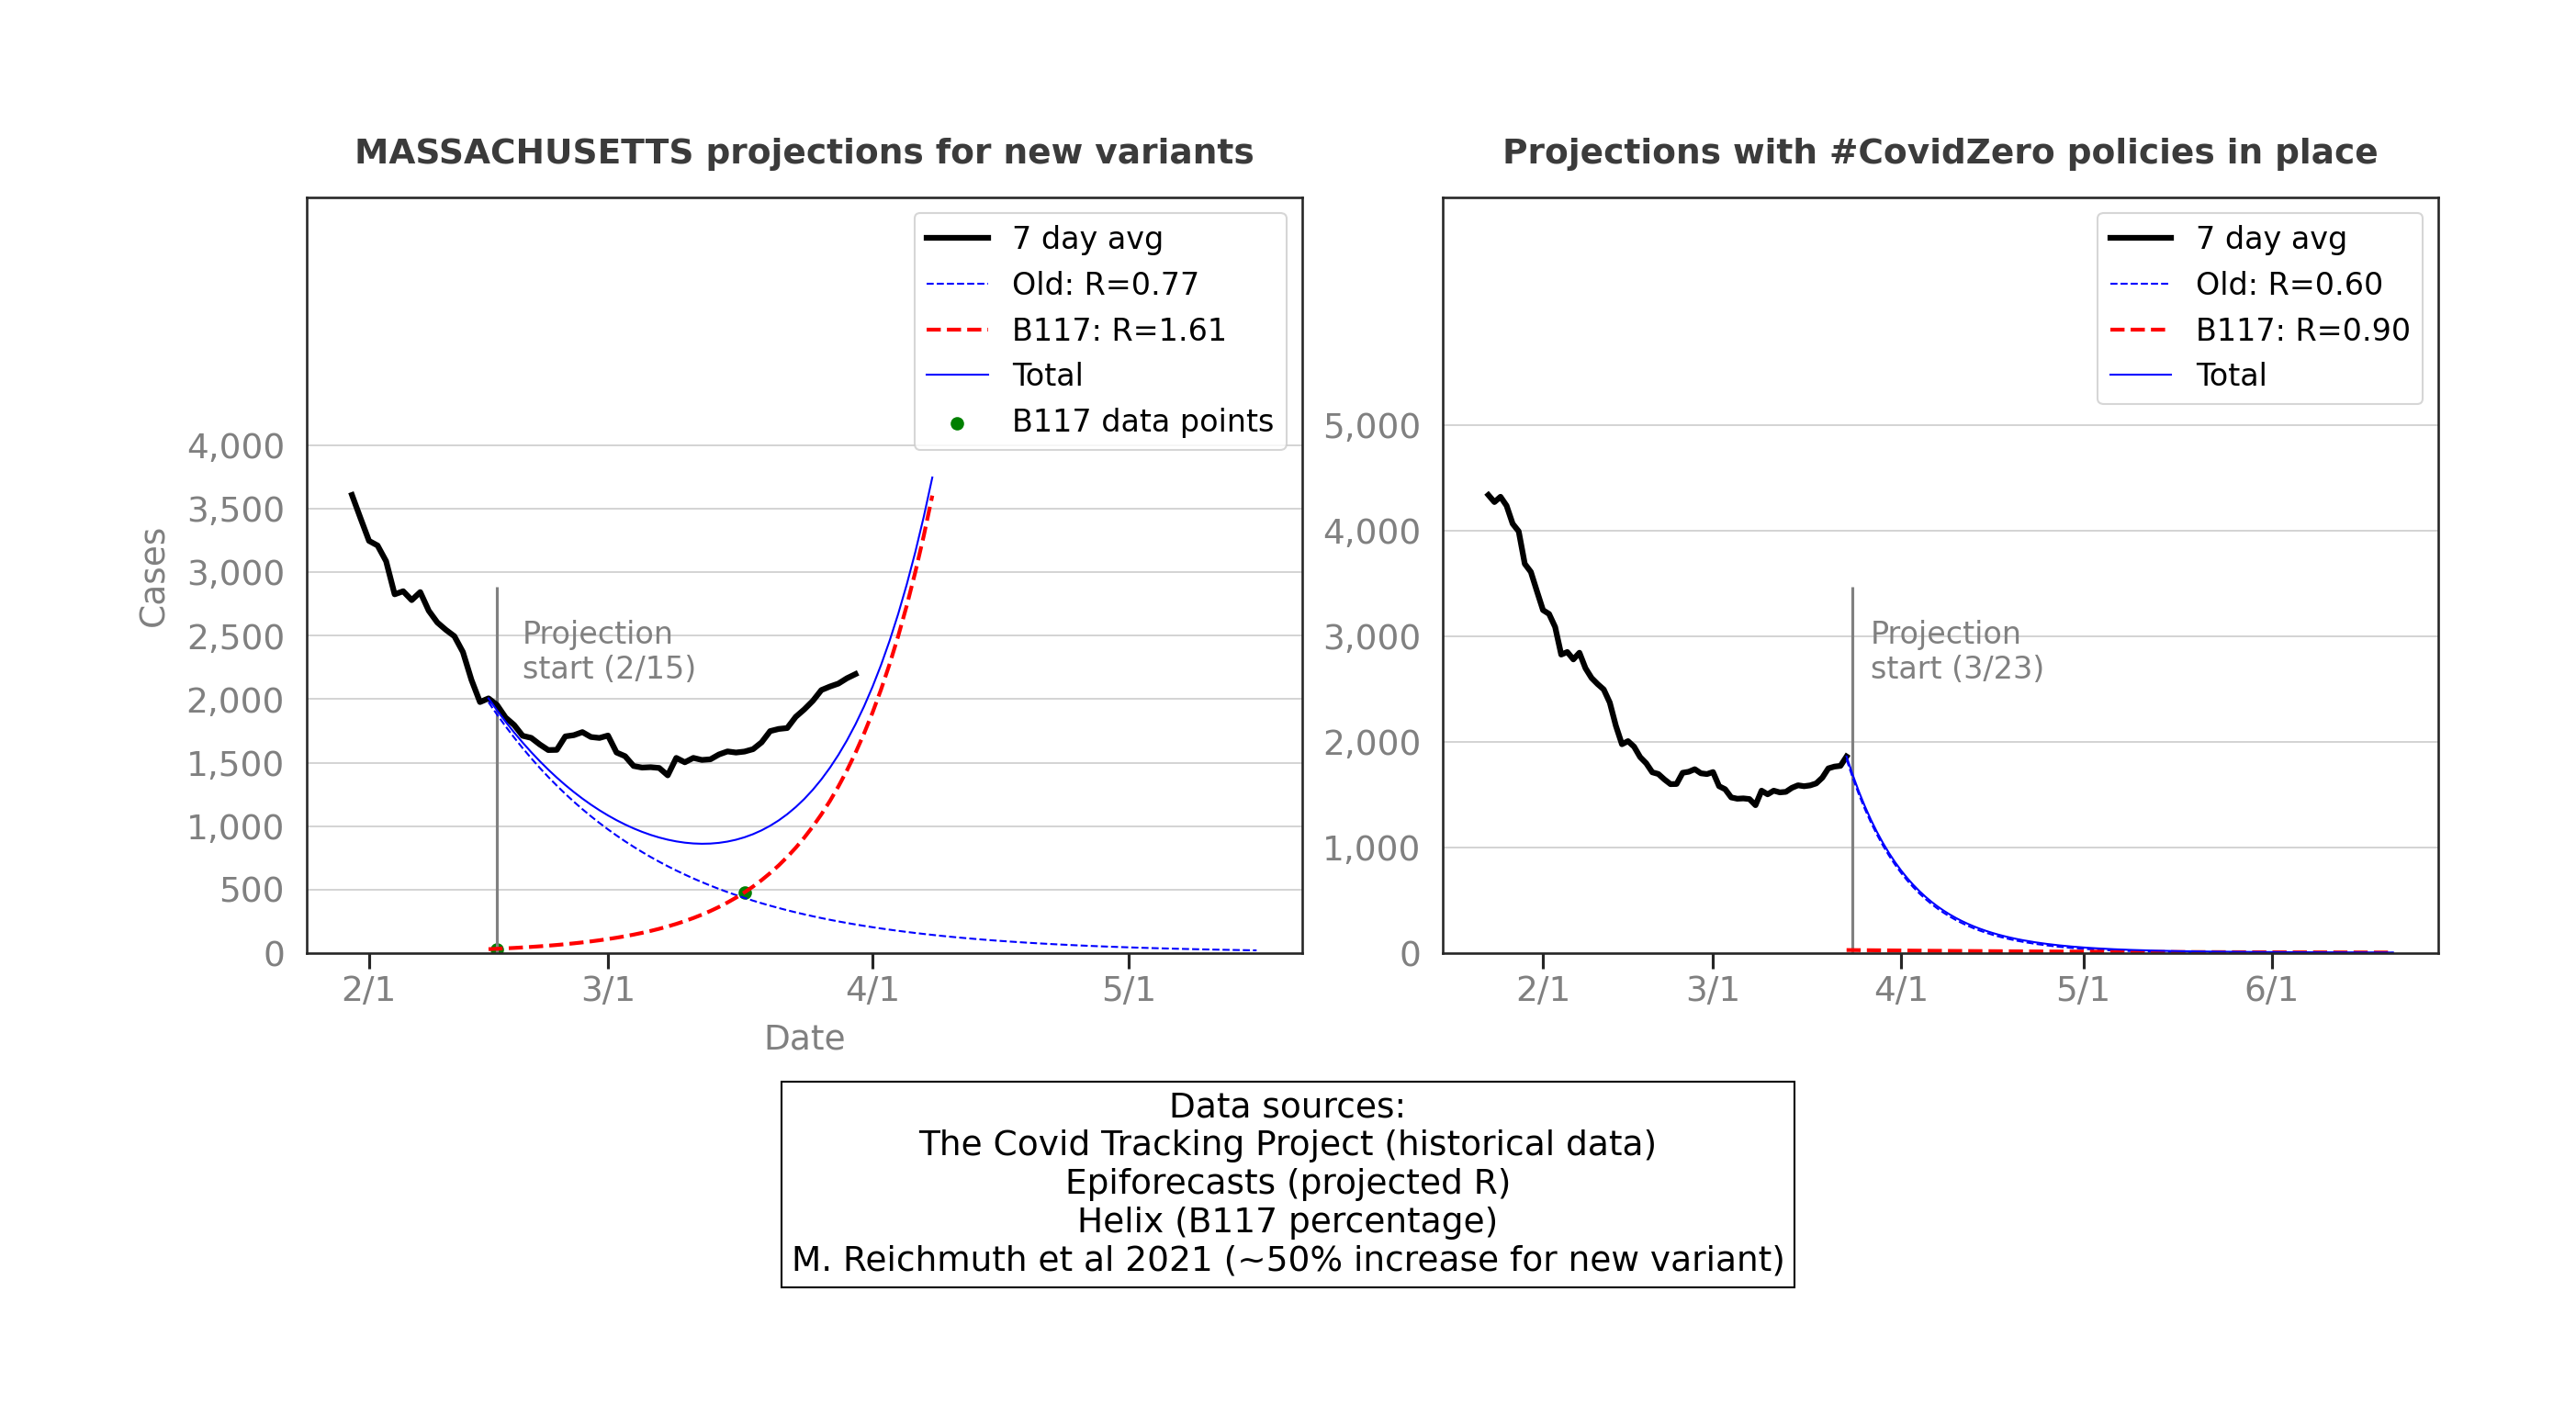 MASSACHUSETTS projections for new variants
7 day avg
Old: R=0.77
B117: R=1.61
Total
B117 data points
Cases
4,000
3,500
3,000
2,500
2,000
1,500
1,000
500
0
Projection
start (2/15)
2/1
3/1
4/1
5/1
Date
Projections with #CovidZero policies in place
7 day avg
Old: R=0.60
B117: R=0.90
Total
5,000
4,000
3,000
2,000
1,000
0
Projection
start (3/23)
2/1
3/1
4/1
5/1
6/1
Data sources:
The Covid Tracking Project (historical data)
Epiforecasts (projected R)
Helix (B117 percentage)
M. Reichmuth et al 2021 (~50% increase for new variant)